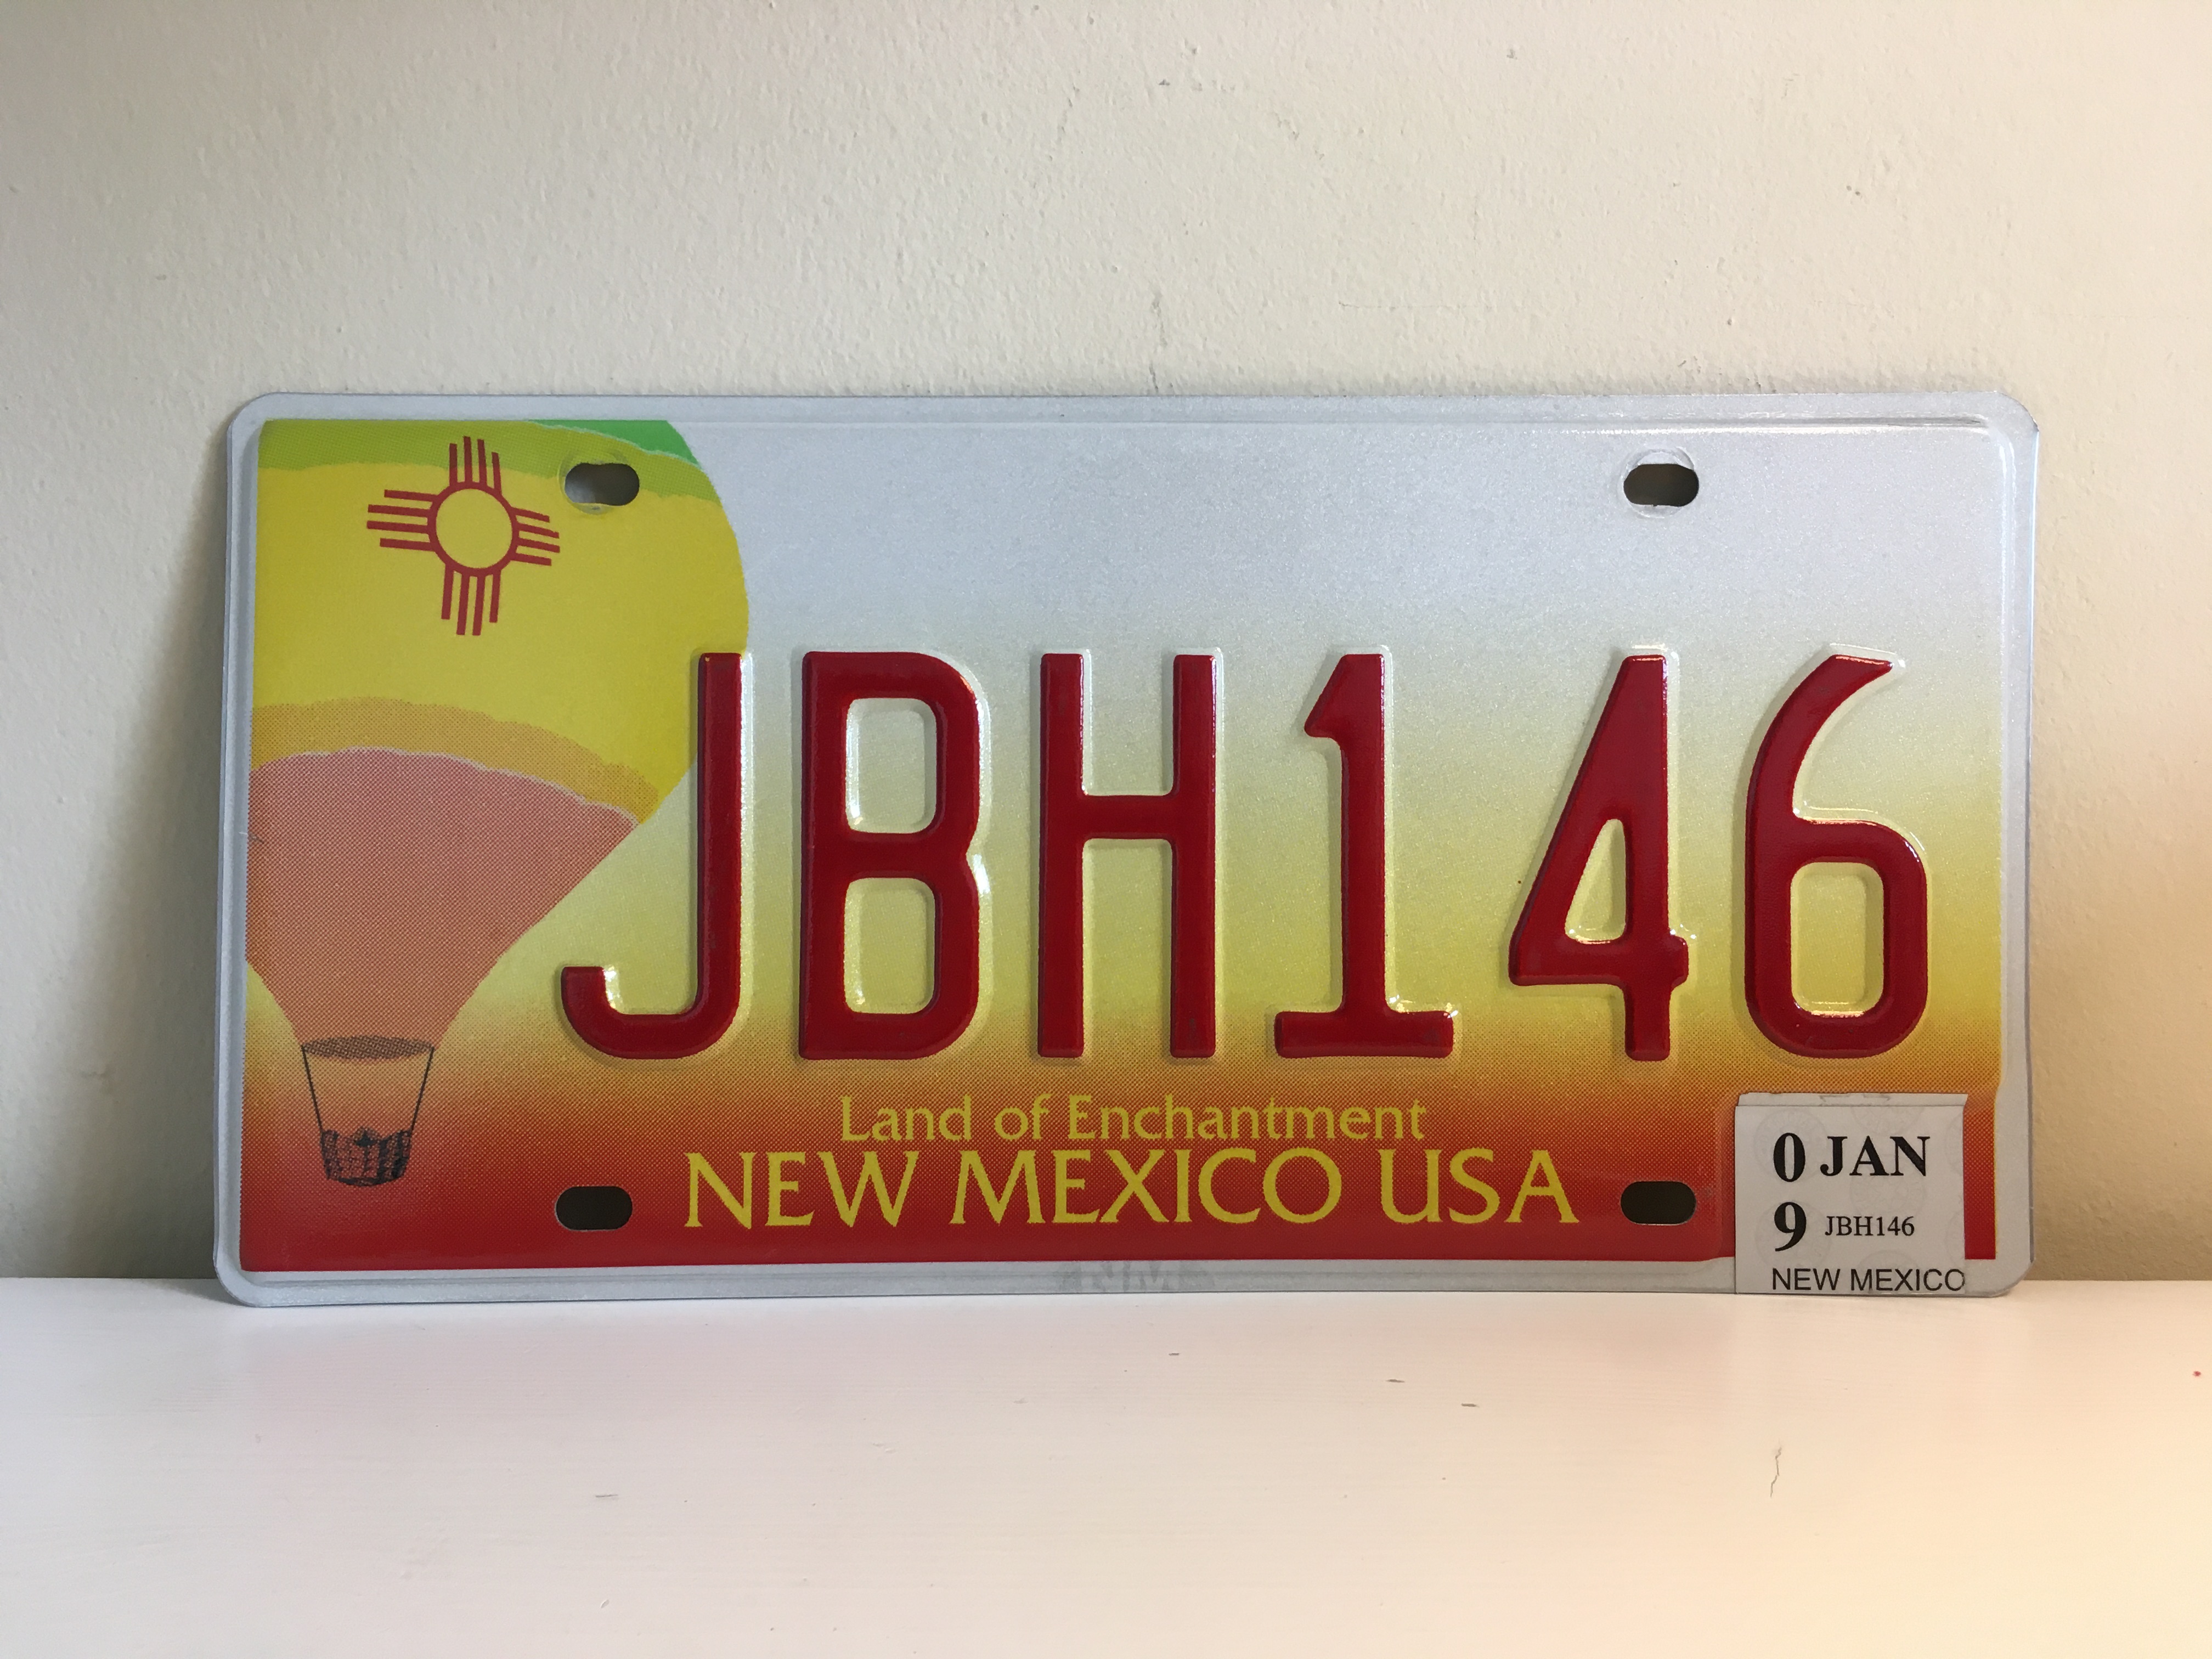 JBH146
Land of Enchantment
NEW MEXICO USA
0 JAN
9 JBH146
NEW MEXICO